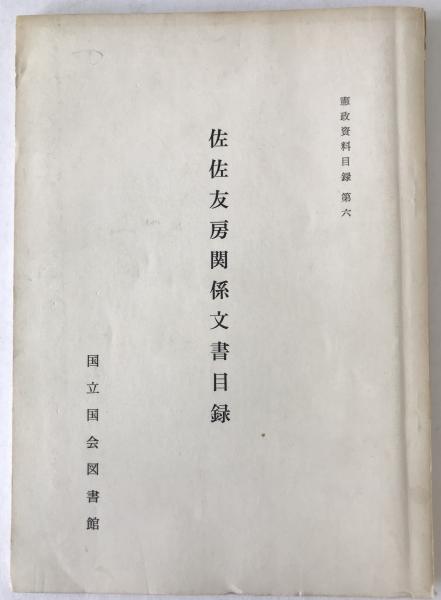 憲政資料目録 第六
佐佐友房関係文書目録
国立国会図書館